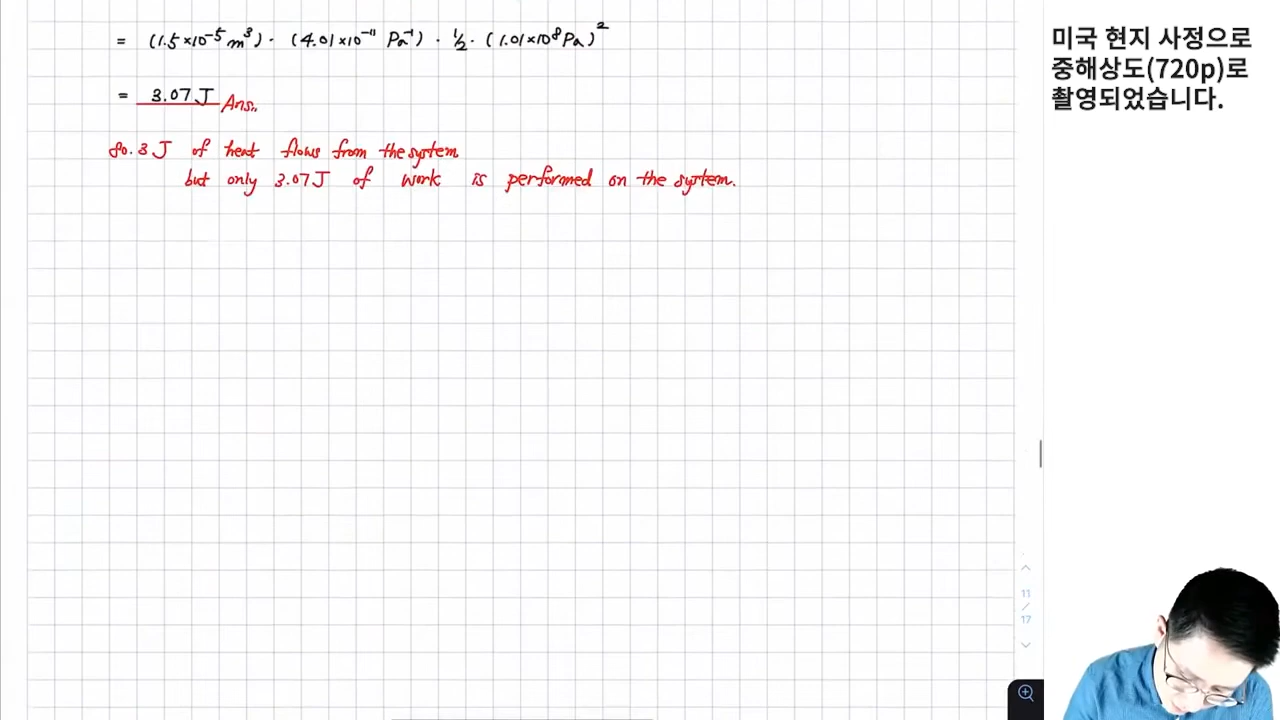 = (1.5×10⁻⁵ m³) · (4.01×10⁻¹¹ Pa⁻¹) · ½ · (1.01×10⁸ Pa)²
= 3.07 J Ans.
80.3 J of heat flows from the system
but only 3.07 J of work is performed on the system.
미국 현지 사정으로
중해상도(720p)로
촬영되었습니다.
11
/
17